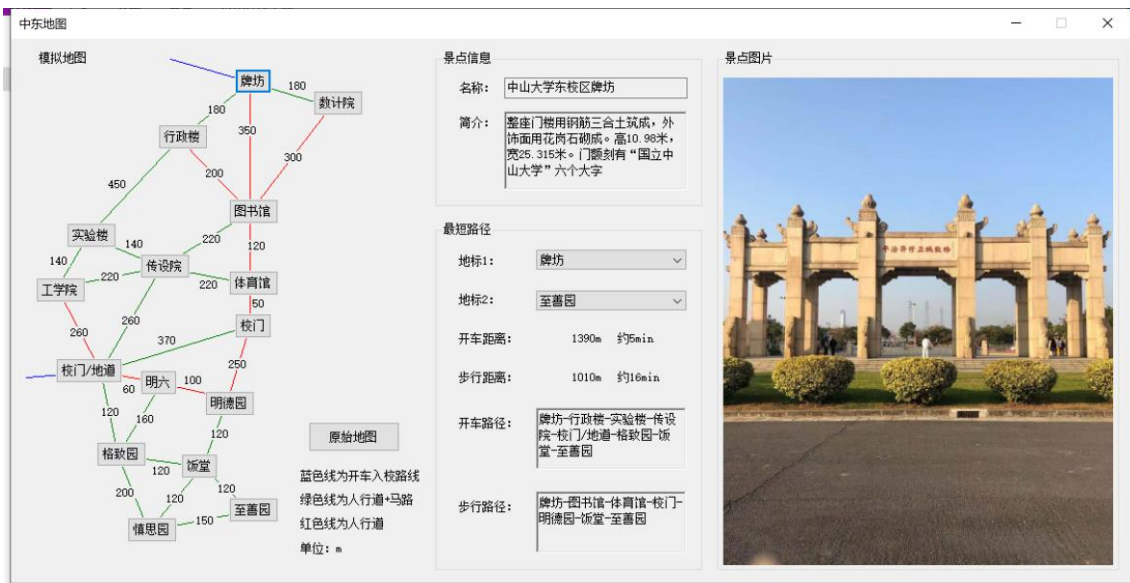 中东地图
模拟地图
牌坊
180
数计院
180
行政楼
350
300
200
450
图书馆
实验楼
140
220
120
传设院
140
220
220
体育馆
工学院
50
260
260
校门
370
250
校门/地道
明六
100
60
明德园
120
160
120
格致园
120
饭堂
200
120
120
至善园
150
慎思园
原始地图
蓝色线为开车入校路线
绿色线为人行道+马路
红色线为人行道
单位：m
景点信息
名称： 中山大学东校区牌坊
简介： 整座门楼用钢筋三合土筑成，外
饰面用花岗石砌成。高10.98米，
宽25.315米。门额刻有“国立中
山大学”六个大字
最短路径
地标1： 牌坊
地标2： 至善园
开车距离： 1390m 约5min
步行距离： 1010m 约16min
开车路径： 牌坊-行政楼-实验楼-传设
院-校门/地道-格致园-饭
堂-至善园
步行路径： 牌坊-图书馆-体育馆-校门-
明德园-饭堂-至善园
景点图片